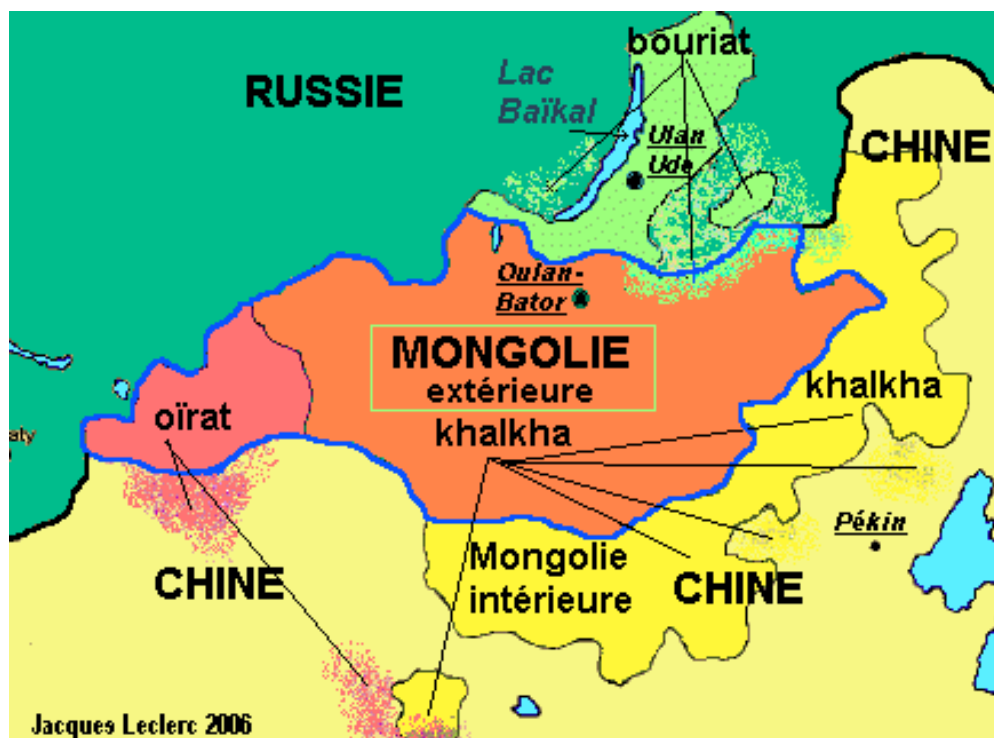 bouriat
RUSSIE
Lac
Baïkal
Ulan
Ude
CHINE
Oulan-
Bator
MONGOLIE
extérieure
khalkha
khalkha
oïrat
aty
Pékin
Mongolie
intérieure
CHINE
CHINE
Jacques Leclerc 2006